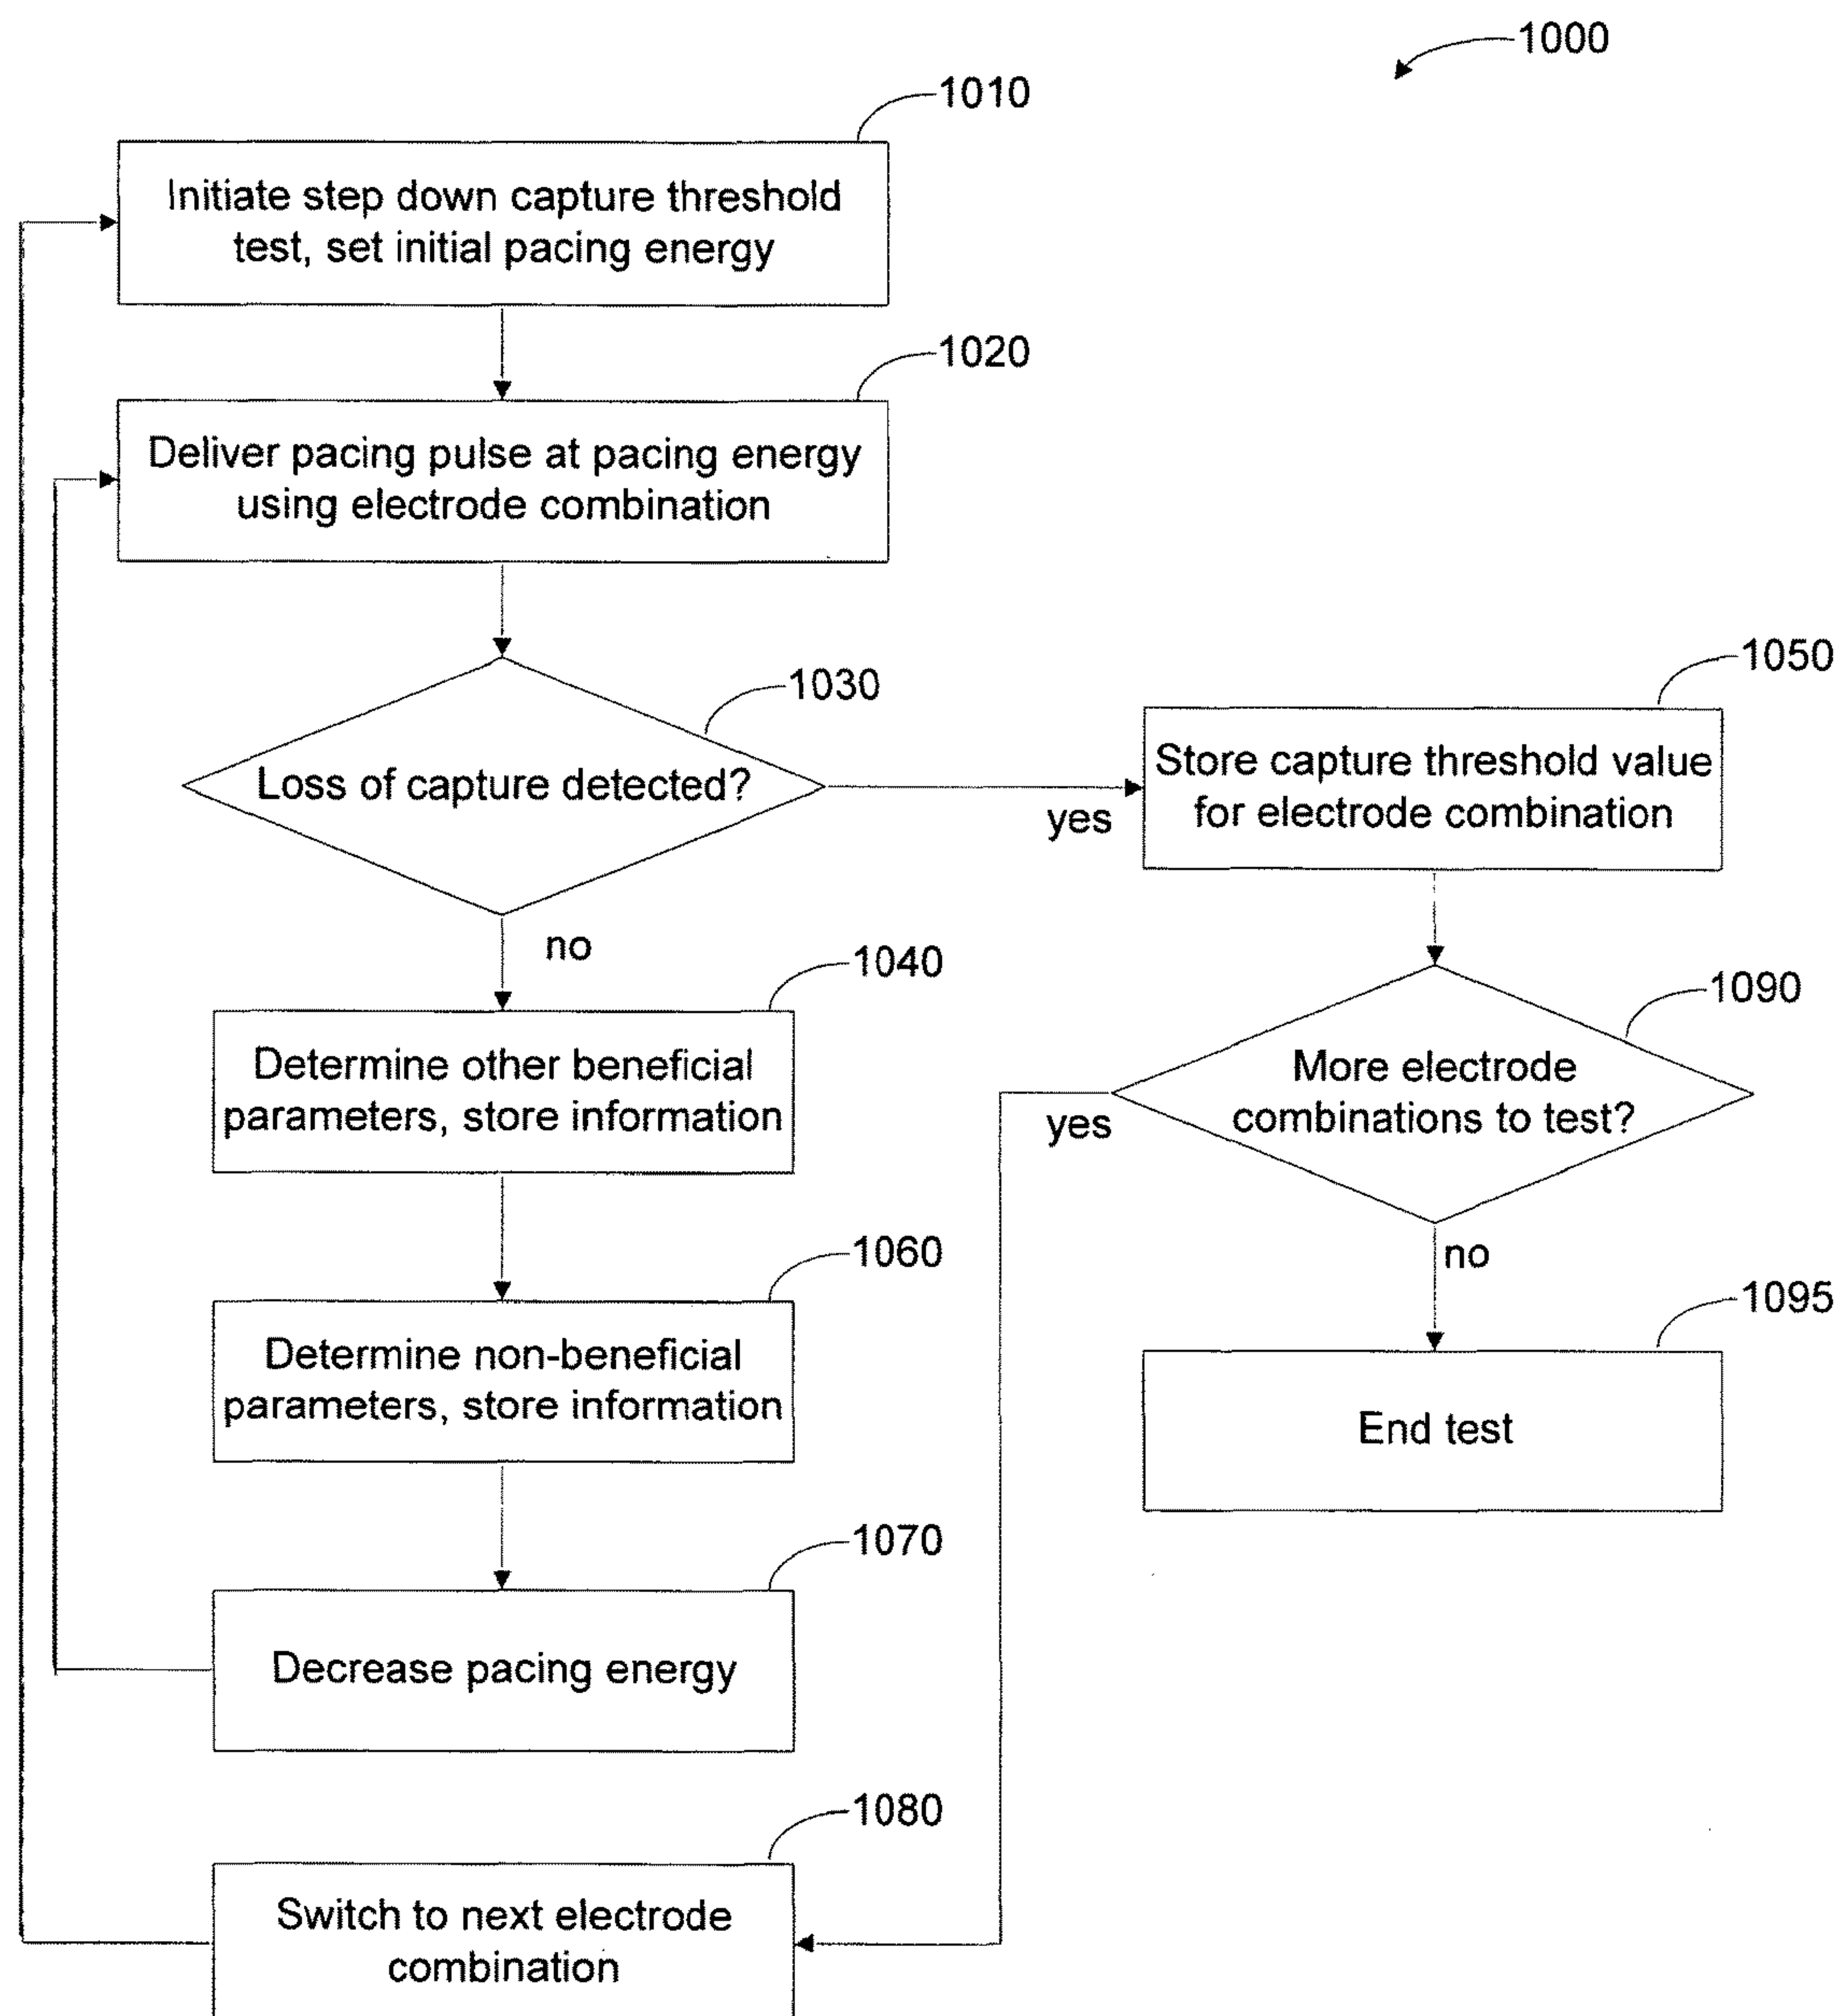 1000
1010
Initiate step down capture threshold
test, set initial pacing energy
1020
Deliver pacing pulse at pacing energy
using electrode combination
1030
Loss of capture detected?
yes
no
1050
Store capture threshold value
for electrode combination
1040
Determine other beneficial
parameters, store information
1090
More electrode
combinations to test?
yes
no
1060
Determine non-beneficial
parameters, store information
1095
End test
1070
Decrease pacing energy
1080
Switch to next electrode
combination